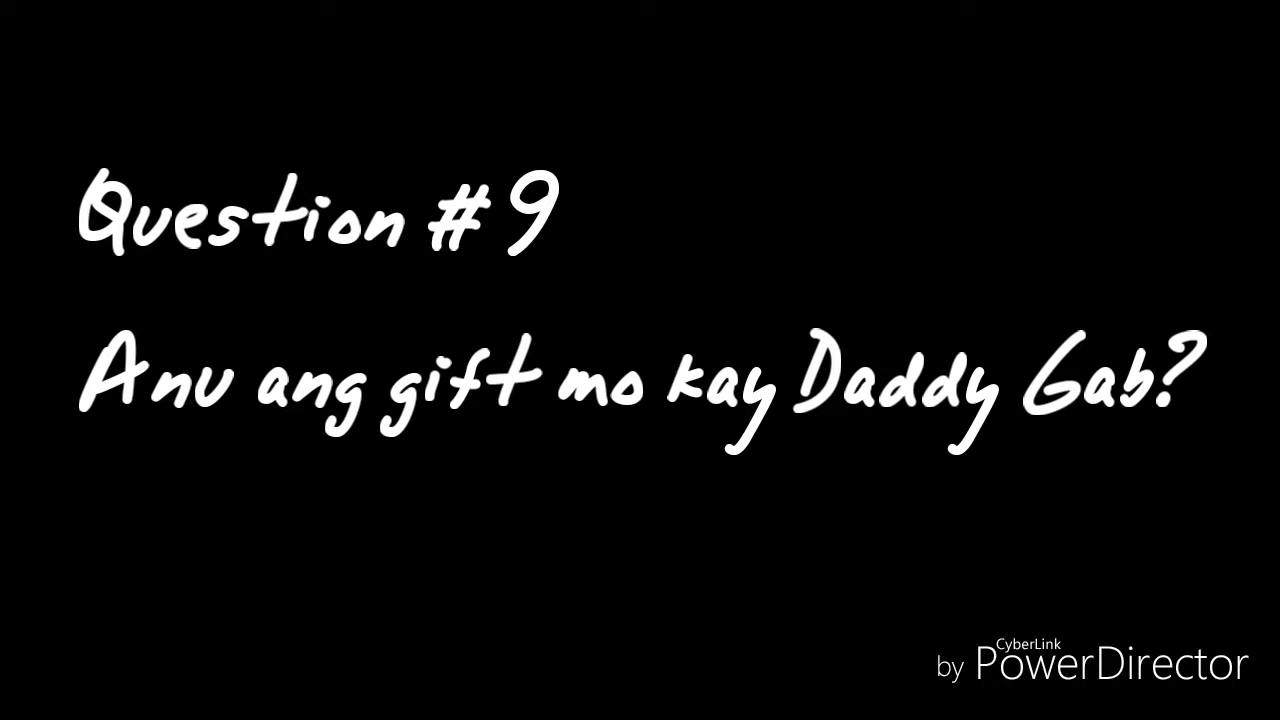 Question #9
Anu ang gift mo kay Daddy Gab?
by CyberLink PowerDirector